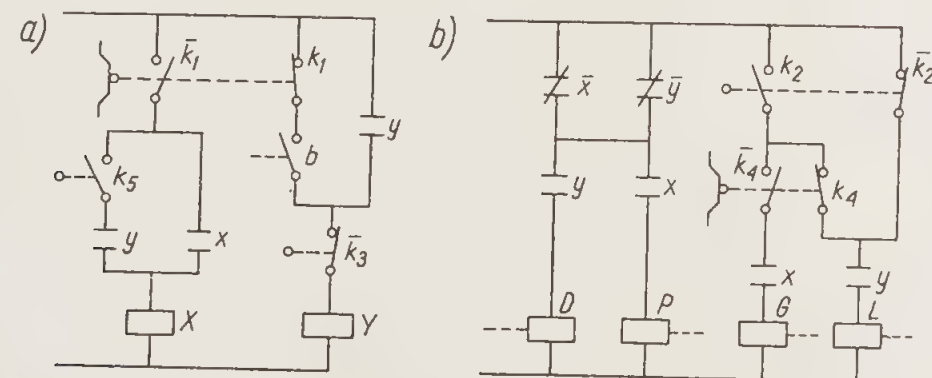 a)
k̄₁
k₁
y
b
k₅
y
x
k̄₃
X
Y
b)
x̄
ȳ
k₂
k̄₂
k̄₄
k₄
y
x
x
y
D
P
G
L